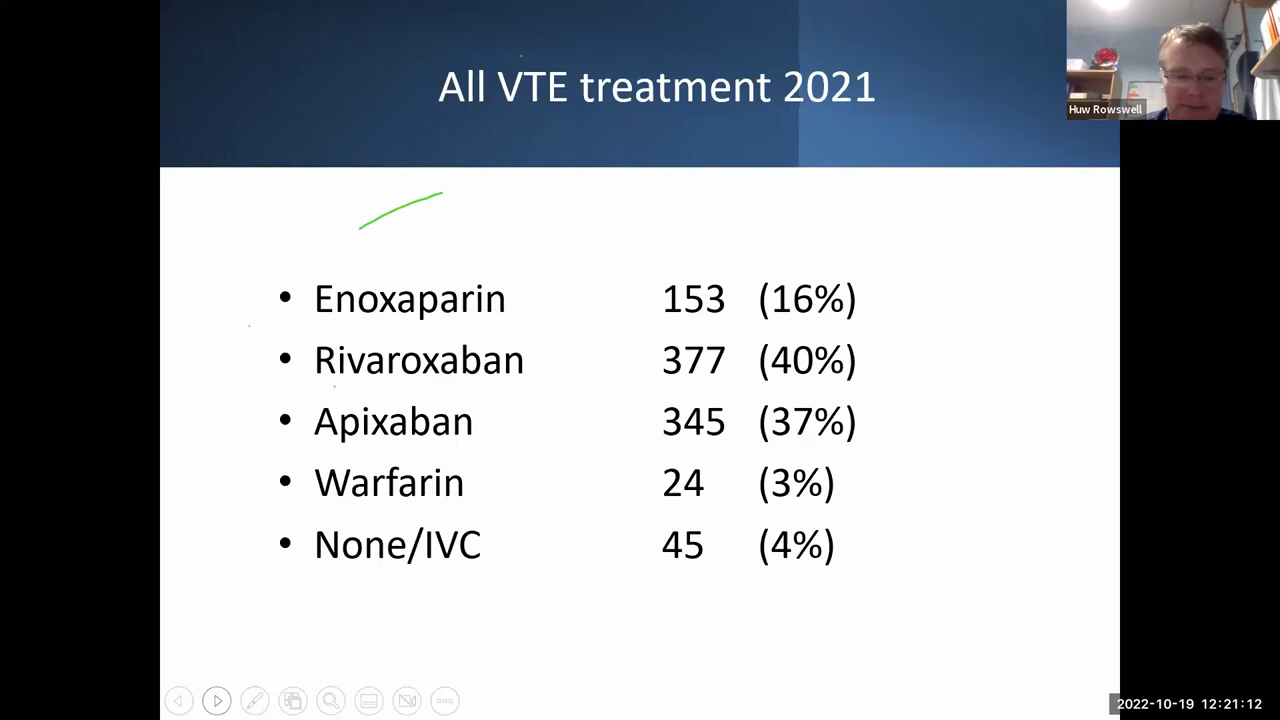 All VTE treatment 2021
Huw Rowswell
• Enoxaparin 153 (16%)
• Rivaroxaban 377 (40%)
• Apixaban 345 (37%)
• Warfarin 24 (3%)
• None/IVC 45 (4%)
2022-10-19 12:21:12